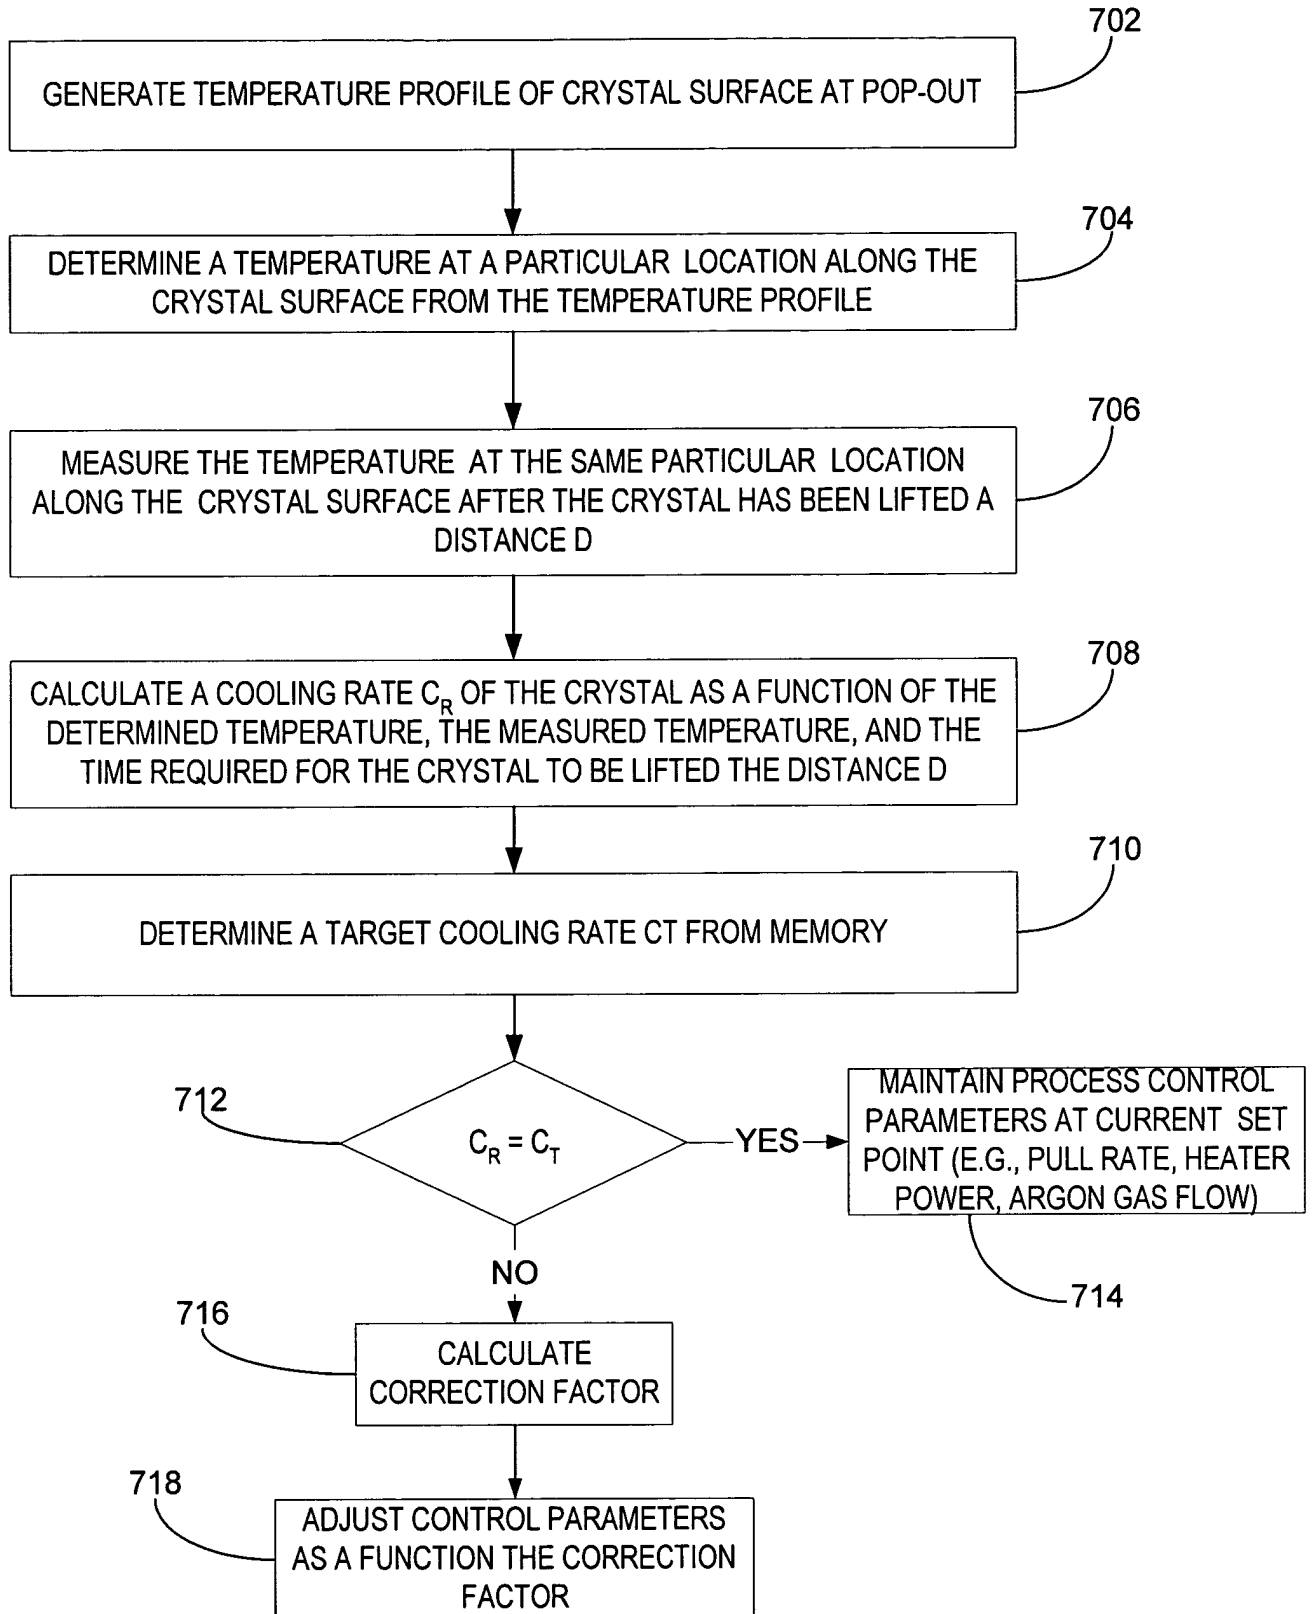 702
GENERATE TEMPERATURE PROFILE OF CRYSTAL SURFACE AT POP-OUT
704
DETERMINE A TEMPERATURE AT A PARTICULAR LOCATION ALONG THE
CRYSTAL SURFACE FROM THE TEMPERATURE PROFILE
706
MEASURE THE TEMPERATURE AT THE SAME PARTICULAR LOCATION
ALONG THE CRYSTAL SURFACE AFTER THE CRYSTAL HAS BEEN LIFTED A
DISTANCE D
708
CALCULATE A COOLING RATE CR OF THE CRYSTAL AS A FUNCTION OF THE
DETERMINED TEMPERATURE, THE MEASURED TEMPERATURE, AND THE
TIME REQUIRED FOR THE CRYSTAL TO BE LIFTED THE DISTANCE D
710
DETERMINE A TARGET COOLING RATE CT FROM MEMORY
712
CR = CT
YES
MAINTAIN PROCESS CONTROL
PARAMETERS AT CURRENT SET
POINT (E.G., PULL RATE, HEATER
POWER, ARGON GAS FLOW)
714
NO
716
CALCULATE
CORRECTION FACTOR
718
ADJUST CONTROL PARAMETERS
AS A FUNCTION THE CORRECTION
FACTOR